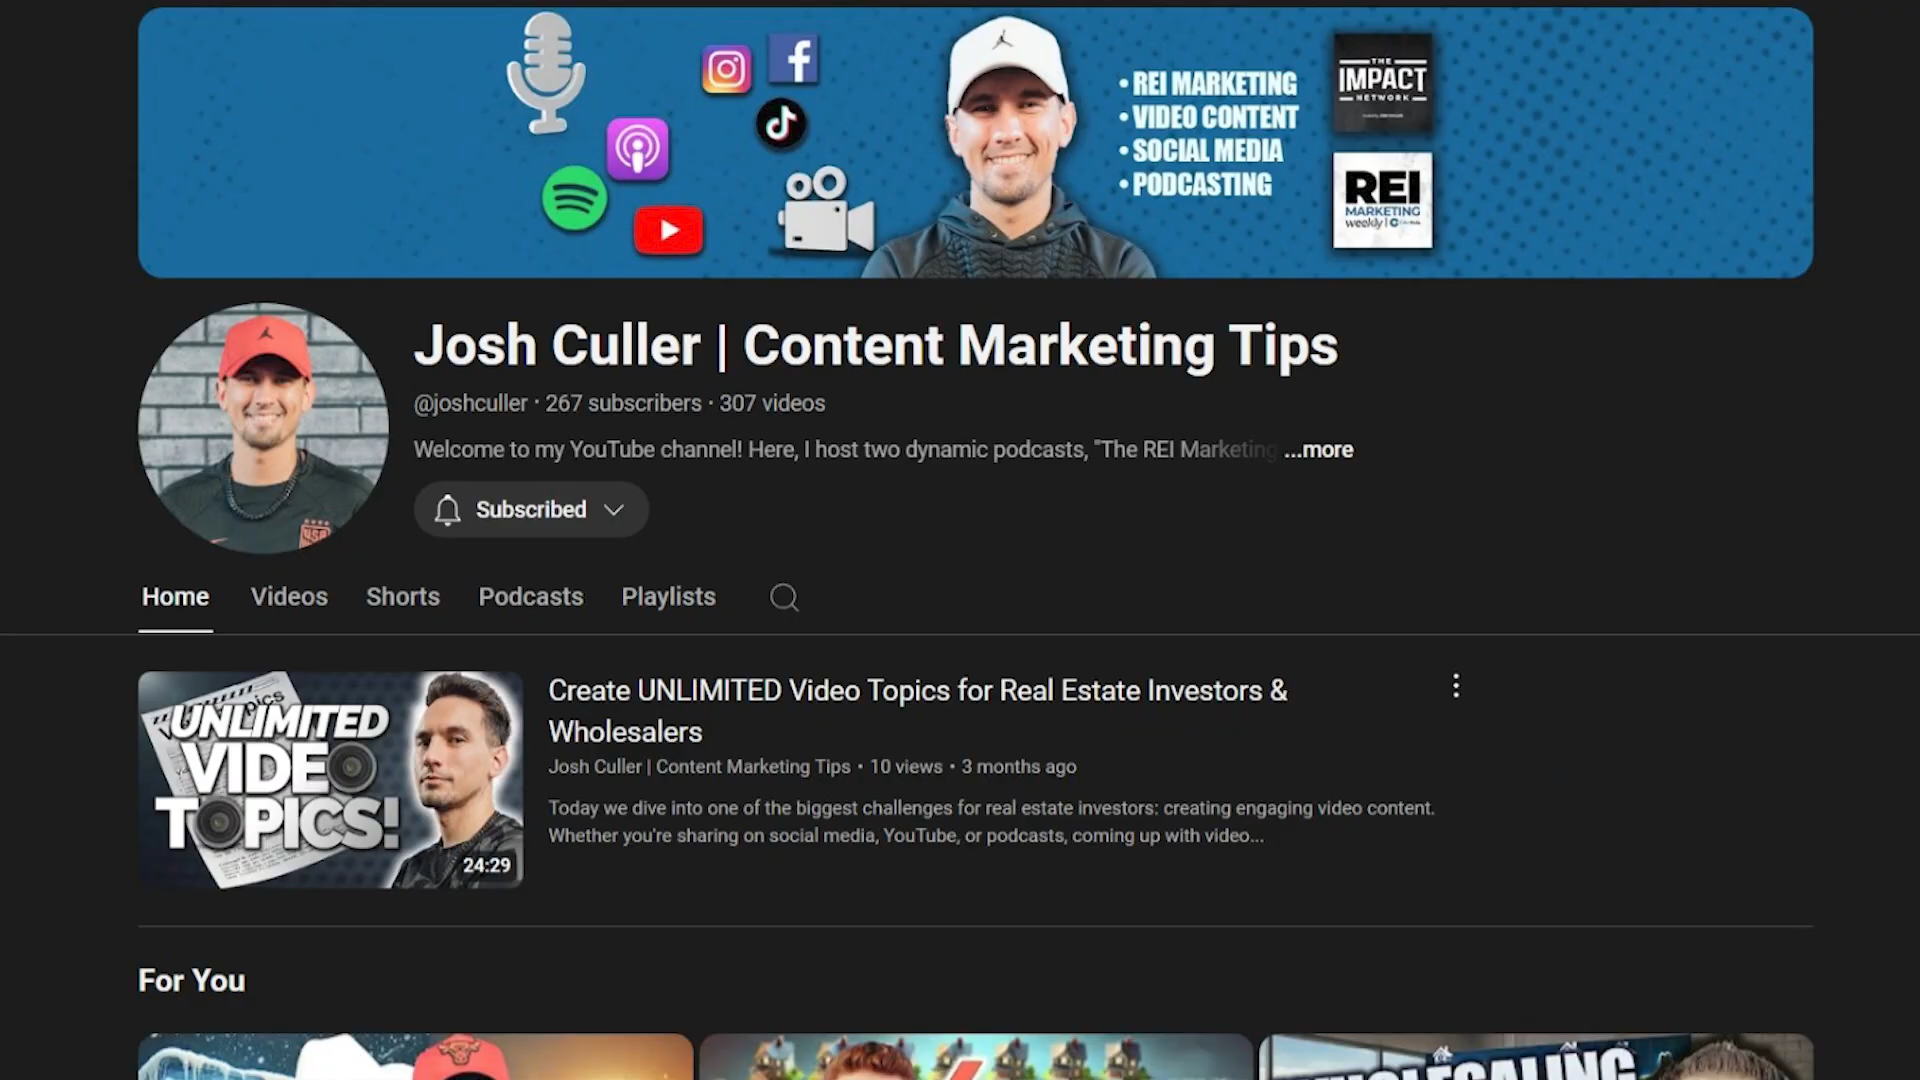 • REI MARKETING
• VIDEO CONTENT
• SOCIAL MEDIA
• PODCASTING
THE
IMPACT
NETWORK
REI
MARKETING
weekly |
Josh Culler | Content Marketing Tips
@joshculler · 267 subscribers · 307 videos
Welcome to my YouTube channel! Here, I host two dynamic podcasts, "The REI Marketing ...more
Subscribed
Home Videos Shorts Podcasts Playlists
UNLIMITED
VIDEO
TOPICS!
24:29
Create UNLIMITED Video Topics for Real Estate Investors &
Wholesalers
Josh Culler | Content Marketing Tips • 10 views • 3 months ago
Today we dive into one of the biggest challenges for real estate investors: creating engaging video content.
Whether you're sharing on social media, YouTube, or podcasts, coming up with video...
For You
WHOLESALING